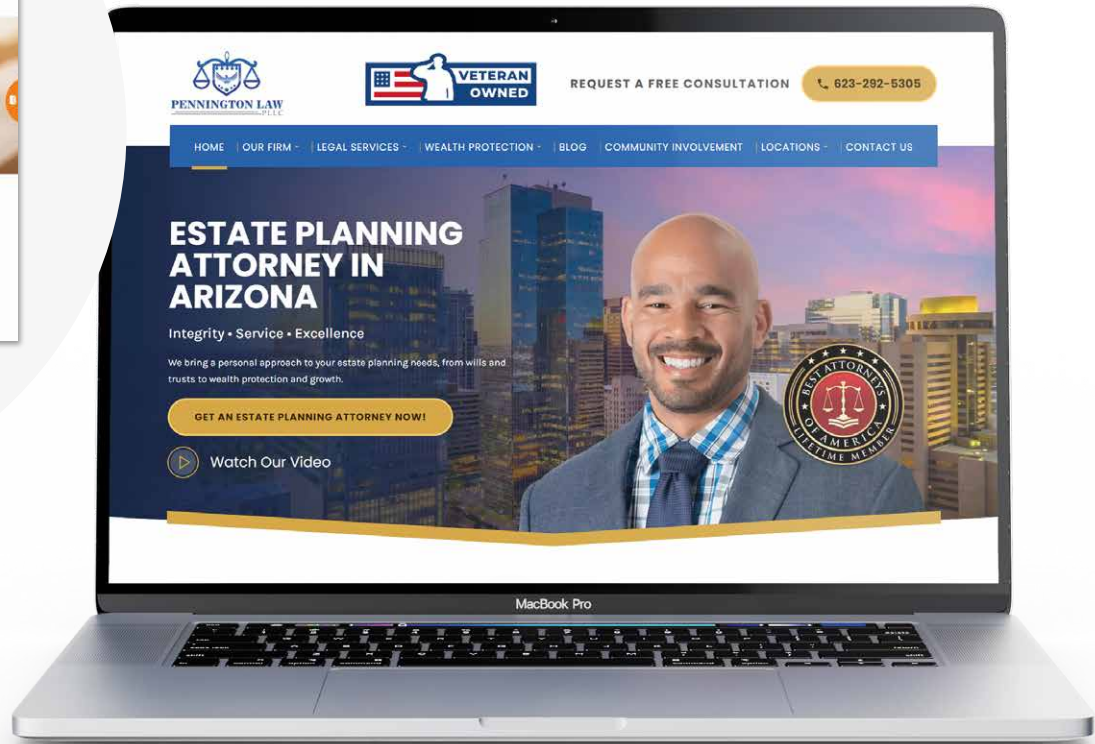 PENNINGTON LAW
PLLC
VETERAN
OWNED
REQUEST A FREE CONSULTATION
623-292-5305
HOME
OUR FIRM
LEGAL SERVICES
WEALTH PROTECTION
BLOG
COMMUNITY INVOLVEMENT
LOCATIONS
CONTACT US
ESTATE PLANNING
ATTORNEY IN
ARIZONA
Integrity • Service • Excellence
We bring a personal approach to your estate planning needs, from wills and
trusts to wealth protection and growth.
GET AN ESTATE PLANNING ATTORNEY NOW!
Watch Our Video
BEST ATTORNEYS
OF AMERICA
LIFETIME MEMBER
MacBook Pro